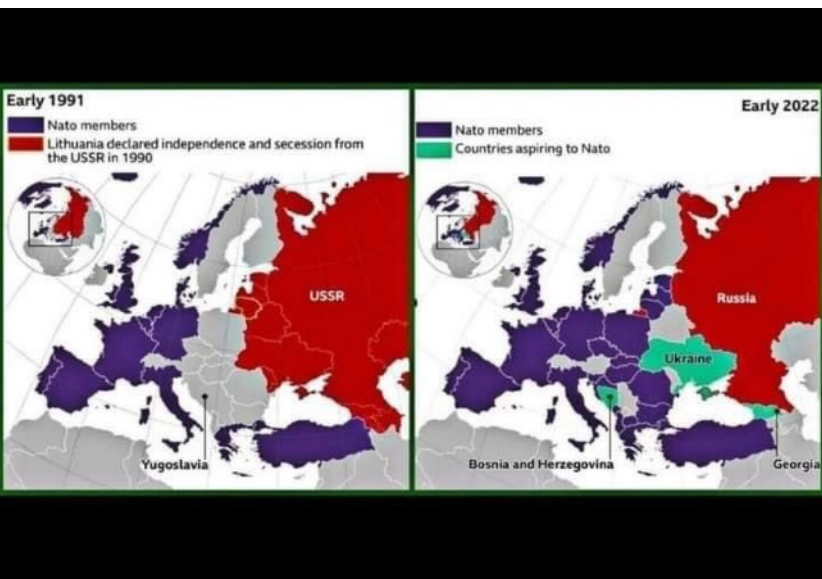 Early 1991
Nato members
Lithuania declared independence and secession from
the USSR in 1990
USSR
Yugoslavia
Early 2022
Nato members
Countries aspiring to Nato
Russia
Ukraine
Bosnia and Herzegovina
Georgia